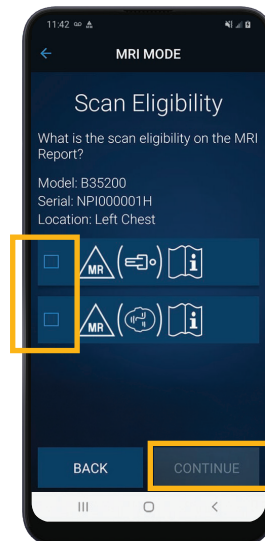 11:42
MRI MODE
Scan Eligibility
What is the scan eligibility on the MRI
Report?
Model: B35200
Serial: NPI000001H
Location: Left Chest
MR i
MR i
BACK CONTINUE